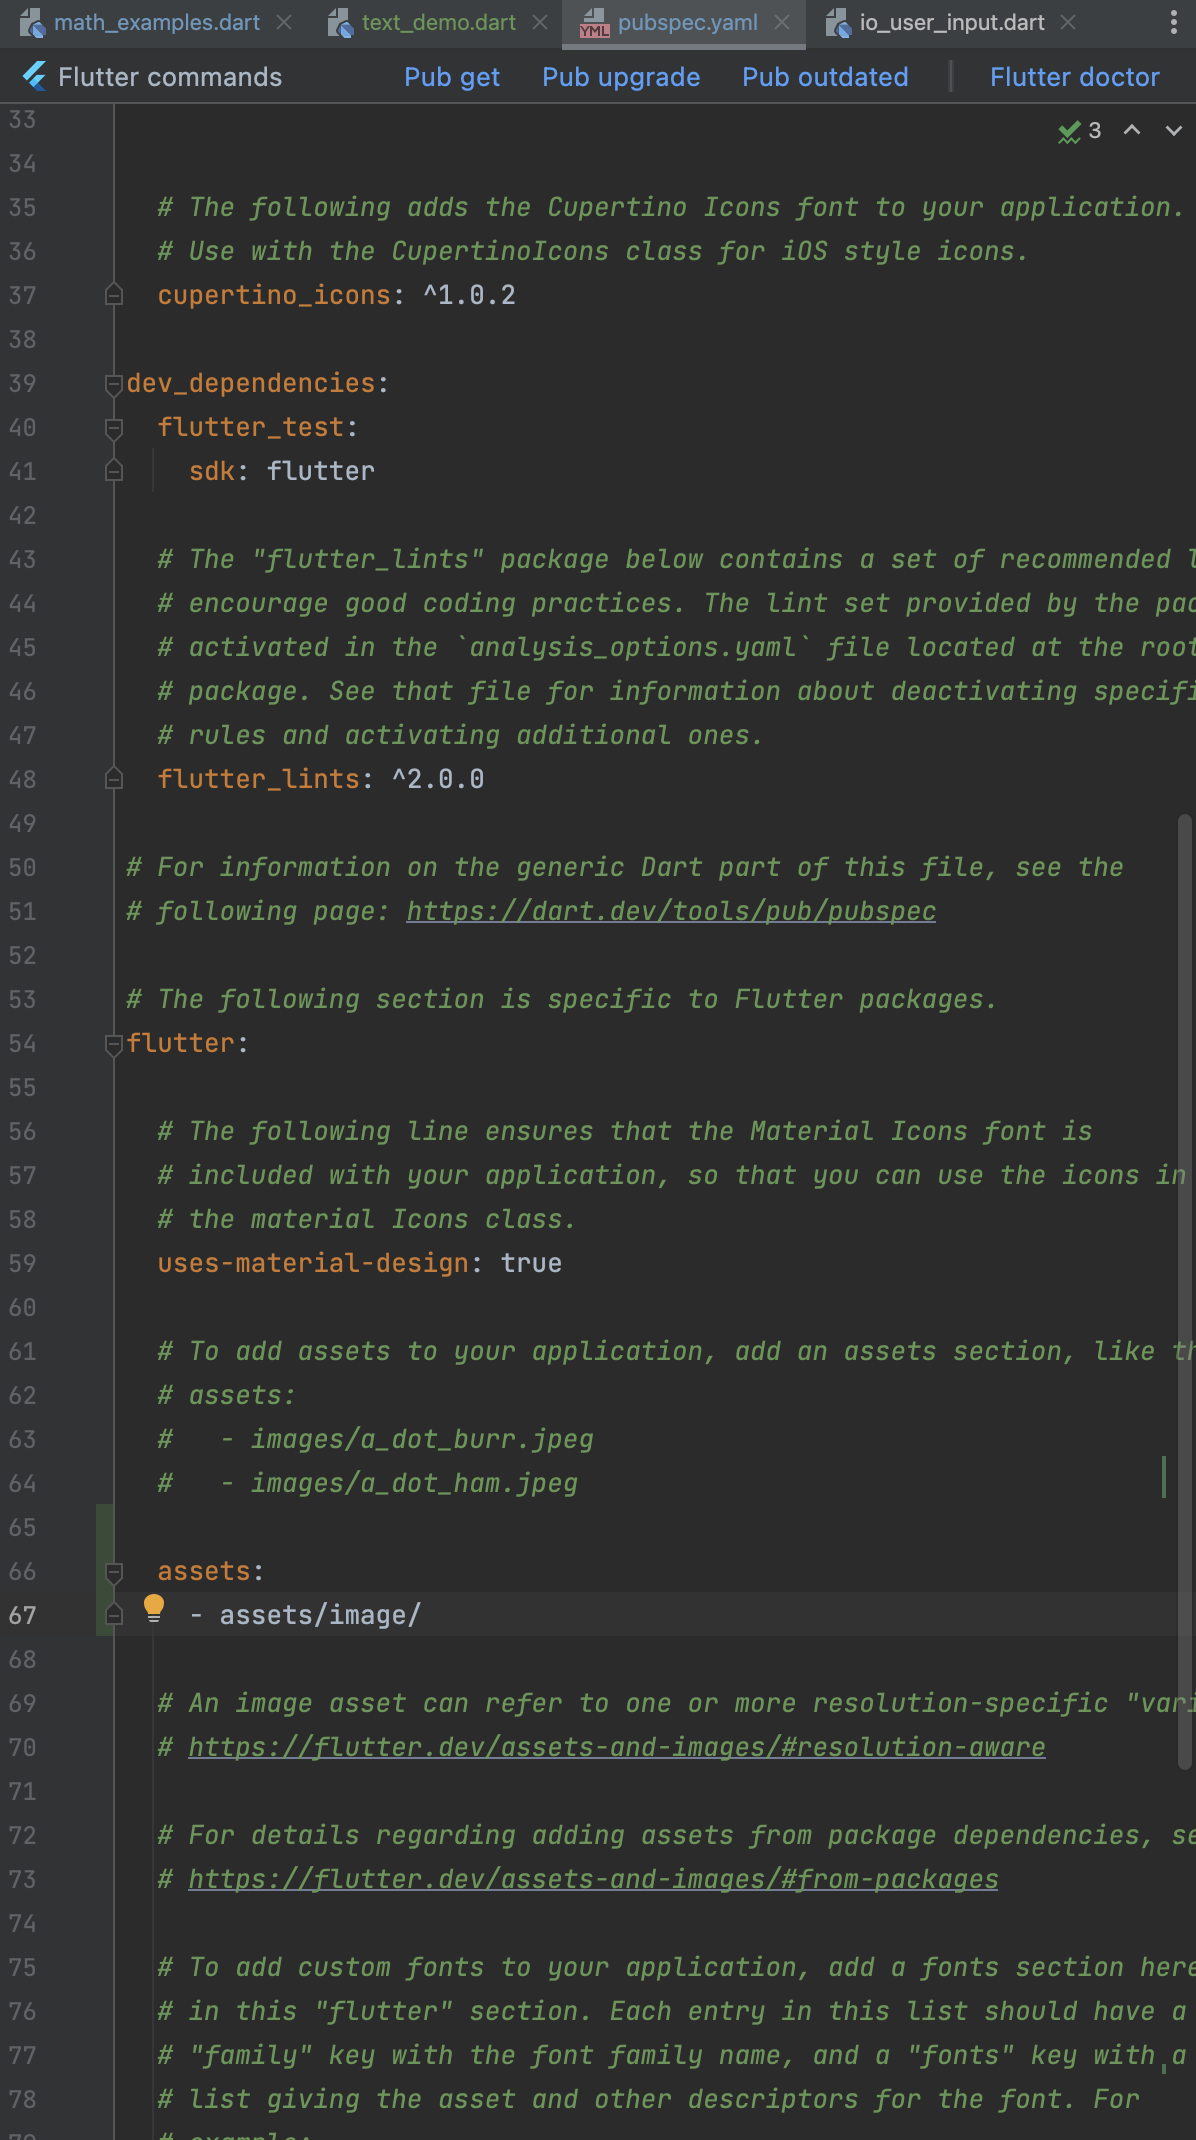 math_examples.dart text_demo.dart YML pubspec.yaml io_user_input.dart
Flutter commands Pub get Pub upgrade Pub outdated Flutter doctor
3
33
34
35 # The following adds the Cupertino Icons font to your application.
36 # Use with the CupertinoIcons class for iOS style icons.
37 cupertino_icons: ^1.0.2
38
39 dev_dependencies:
40 flutter_test:
41 sdk: flutter
42
43 # The "flutter_lints" package below contains a set of recommended l
44 # encourage good coding practices. The lint set provided by the pac
45 # activated in the `analysis_options.yaml` file located at the root
46 # package. See that file for information about deactivating specifi
47 # rules and activating additional ones.
48 flutter_lints: ^2.0.0
49
50 # For information on the generic Dart part of this file, see the
51 # following page: https://dart.dev/tools/pub/pubspec
52
53 # The following section is specific to Flutter packages.
54 flutter:
55
56 # The following line ensures that the Material Icons font is
57 # included with your application, so that you can use the icons in
58 # the material Icons class.
59 uses-material-design: true
60
61 # To add assets to your application, add an assets section, like th
62 # assets:
63 #   - images/a_dot_burr.jpeg
64 #   - images/a_dot_ham.jpeg
65
66 assets:
67 - assets/image/
68
69 # An image asset can refer to one or more resolution-specific "vari
70 # https://flutter.dev/assets-and-images/#resolution-aware
71
72 # For details regarding adding assets from package dependencies, se
73 # https://flutter.dev/assets-and-images/#from-packages
74
75 # To add custom fonts to your application, add a fonts section here
76 # in this "flutter" section. Each entry in this list should have a
77 # "family" key with the font family name, and a "fonts" key with a
78 # list giving the asset and other descriptors for the font. For